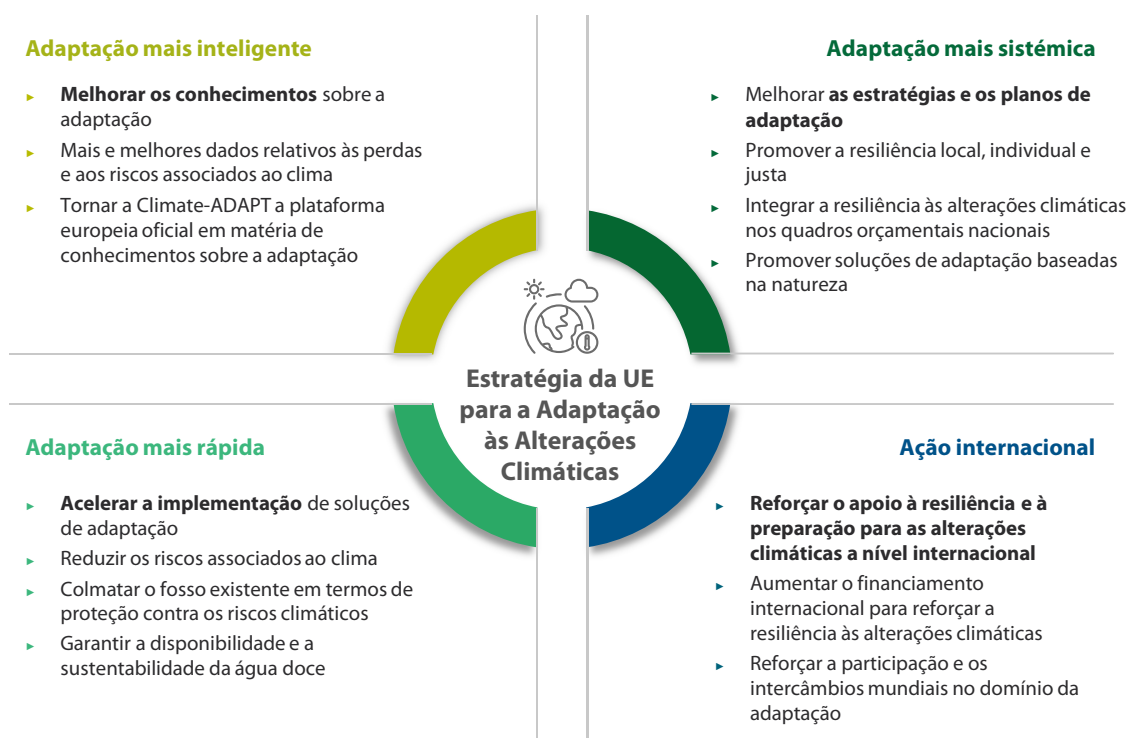 Adaptação mais inteligente
► Melhorar os conhecimentos sobre a
adaptação
► Mais e melhores dados relativos às perdas
e aos riscos associados ao clima
► Tornar a Climate-ADAPT a plataforma
europeia oficial em matéria de
conhecimentos sobre a adaptação
Adaptação mais sistémica
► Melhorar as estratégias e os planos de
adaptação
► Promover a resiliência local, individual e
justa
► Integrar a resiliência às alterações climáticas
nos quadros orçamentais nacionais
► Promover soluções de adaptação baseadas
na natureza
Estratégia da UE
para a Adaptação
às Alterações
Climáticas
Adaptação mais rápida
► Acelerar a implementação de soluções
de adaptação
► Reduzir os riscos associados ao clima
► Colmatar o fosso existente em termos de
proteção contra os riscos climáticos
► Garantir a disponibilidade e a
sustentabilidade da água doce
Ação internacional
► Reforçar o apoio à resiliência e à
preparação para as alterações
climáticas a nível internacional
► Aumentar o financiamento
internacional para reforçar a
resiliência às alterações climáticas
► Reforçar a participação e os
intercâmbios mundiais no domínio da
adaptação